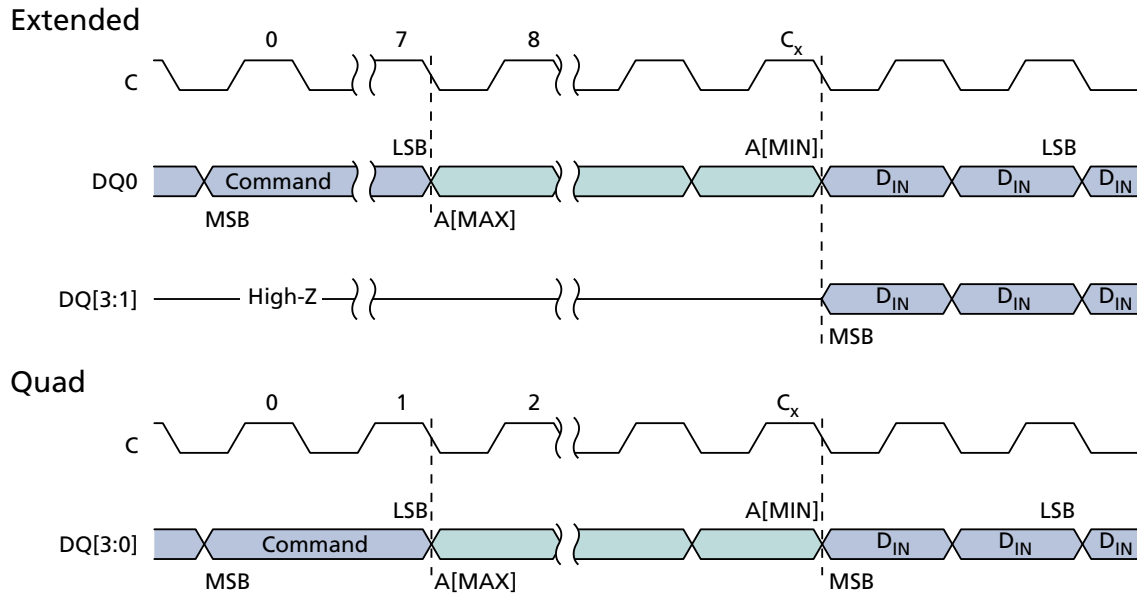 Extended
0 7 8 Cx
C
LSB A[MIN] LSB
DQ0 Command DIN DIN DIN
MSB A[MAX]
DQ[3:1] High-Z DIN DIN DIN
MSB
Quad
0 1 2 Cx
C
LSB A[MIN] LSB
DQ[3:0] Command DIN DIN DIN
MSB A[MAX] MSB